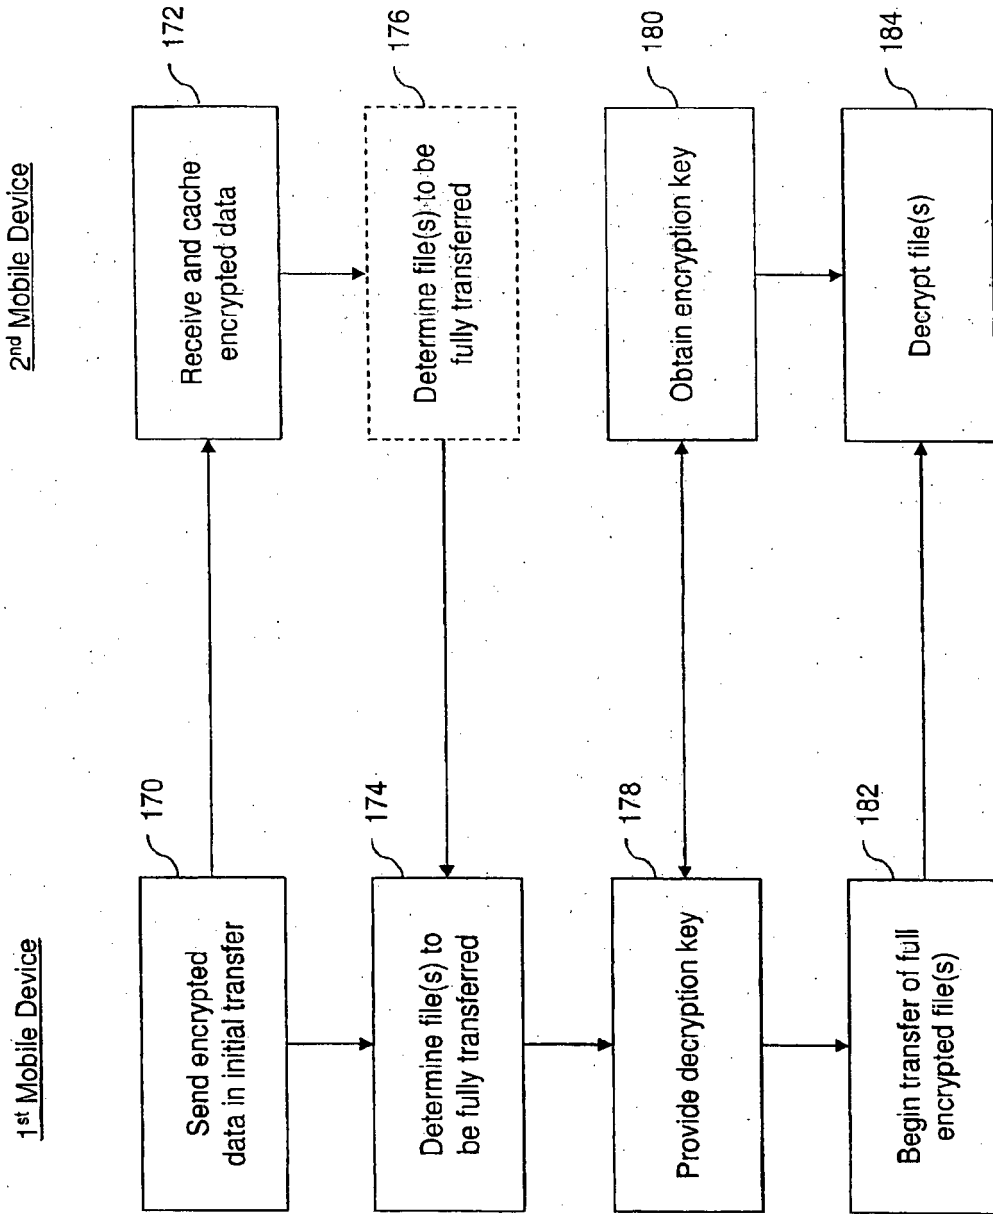 1st Mobile Device
2nd Mobile Device
170
Send encrypted
data in initial transfer
172
Receive and cache
encrypted data
174
Determine file(s) to
be fully transferred
176
Determine file(s) to be
fully transferred
178
Provide decryption key
180
Obtain encryption key
182
Begin transfer of full
encrypted file(s)
184
Decrypt file(s)